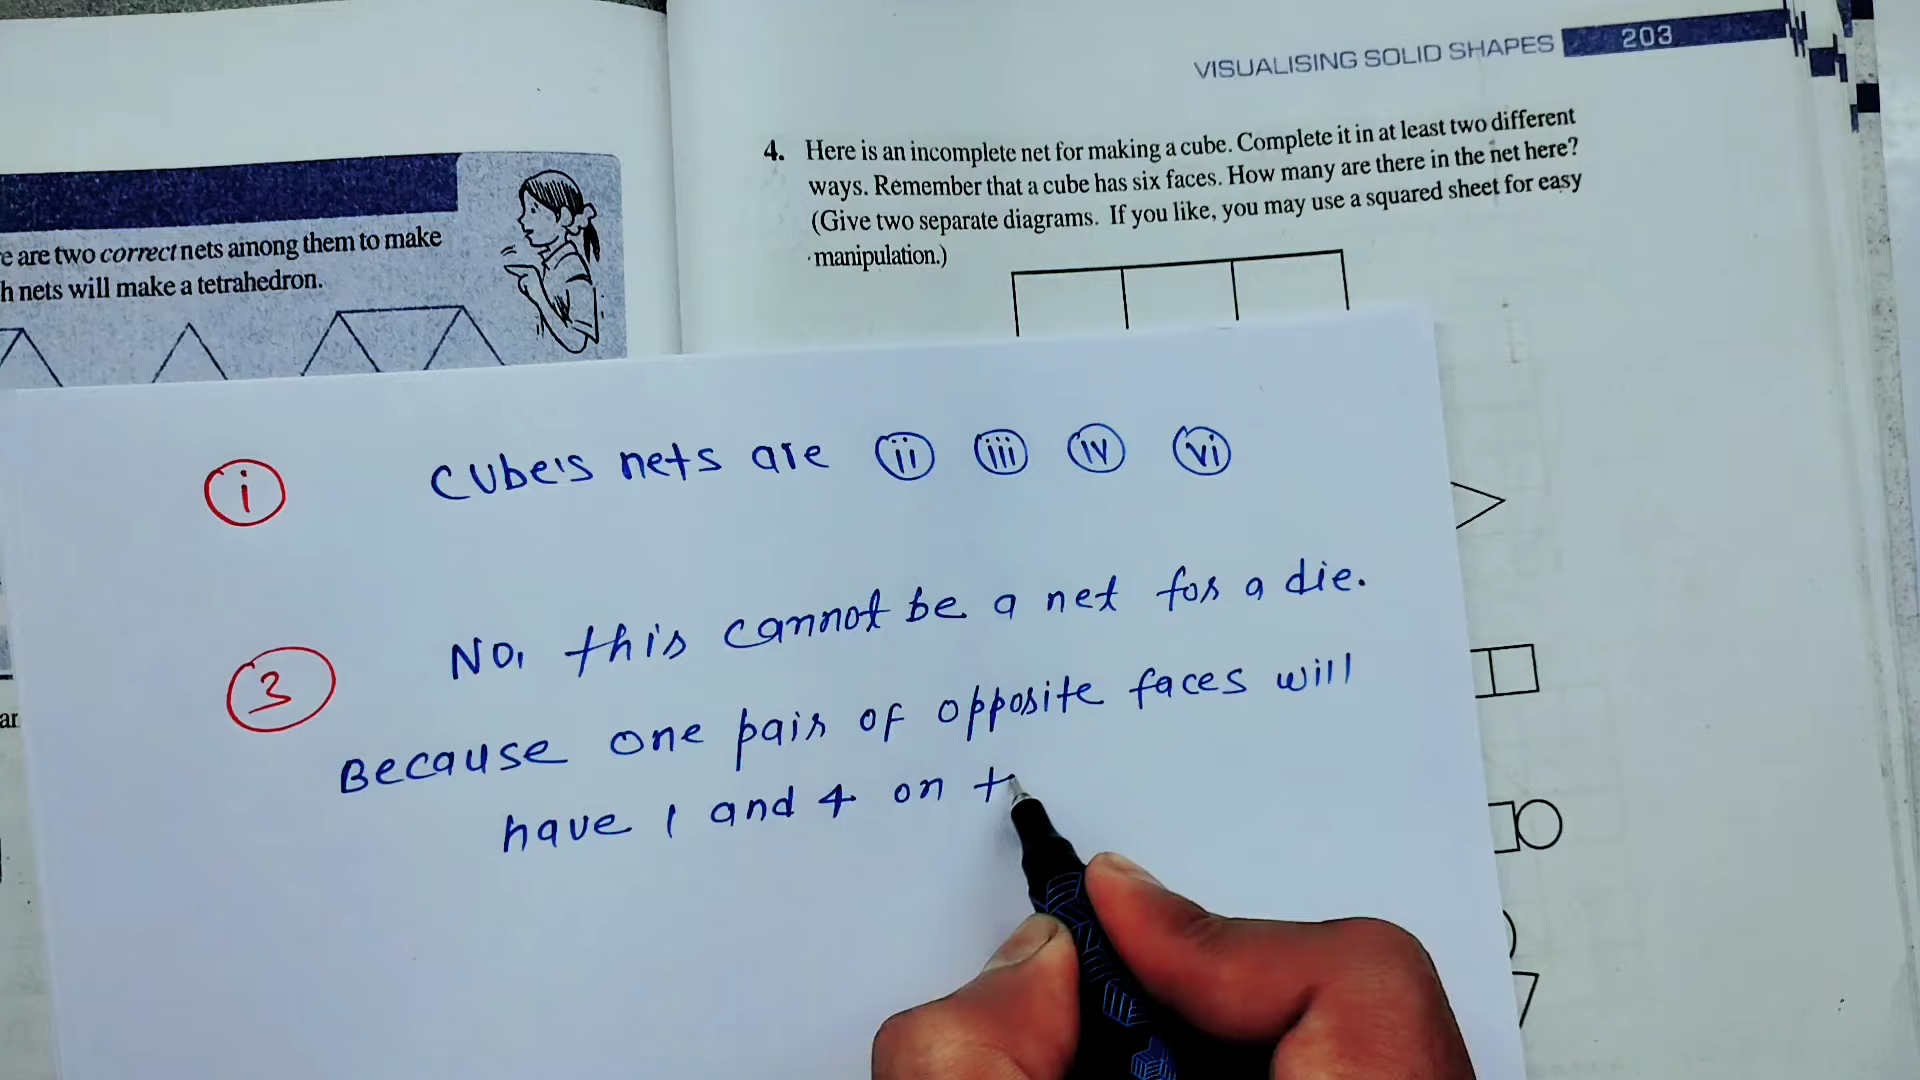 VISUALISING SOLID SHAPES 203
4. Here is an incomplete net for making a cube. Complete it in at least two different
ways. Remember that a cube has six faces. How many are there in the net here?
(Give two separate diagrams. If you like, you may use a squared sheet for easy
manipulation.)
e are two correct nets among them to make
h nets will make a tetrahedron.
i cube's nets are ii iii iv vi
3 No, this cannot be a net for a die.
Because one pair of opposite faces will
have 1 and 4 on t
ar